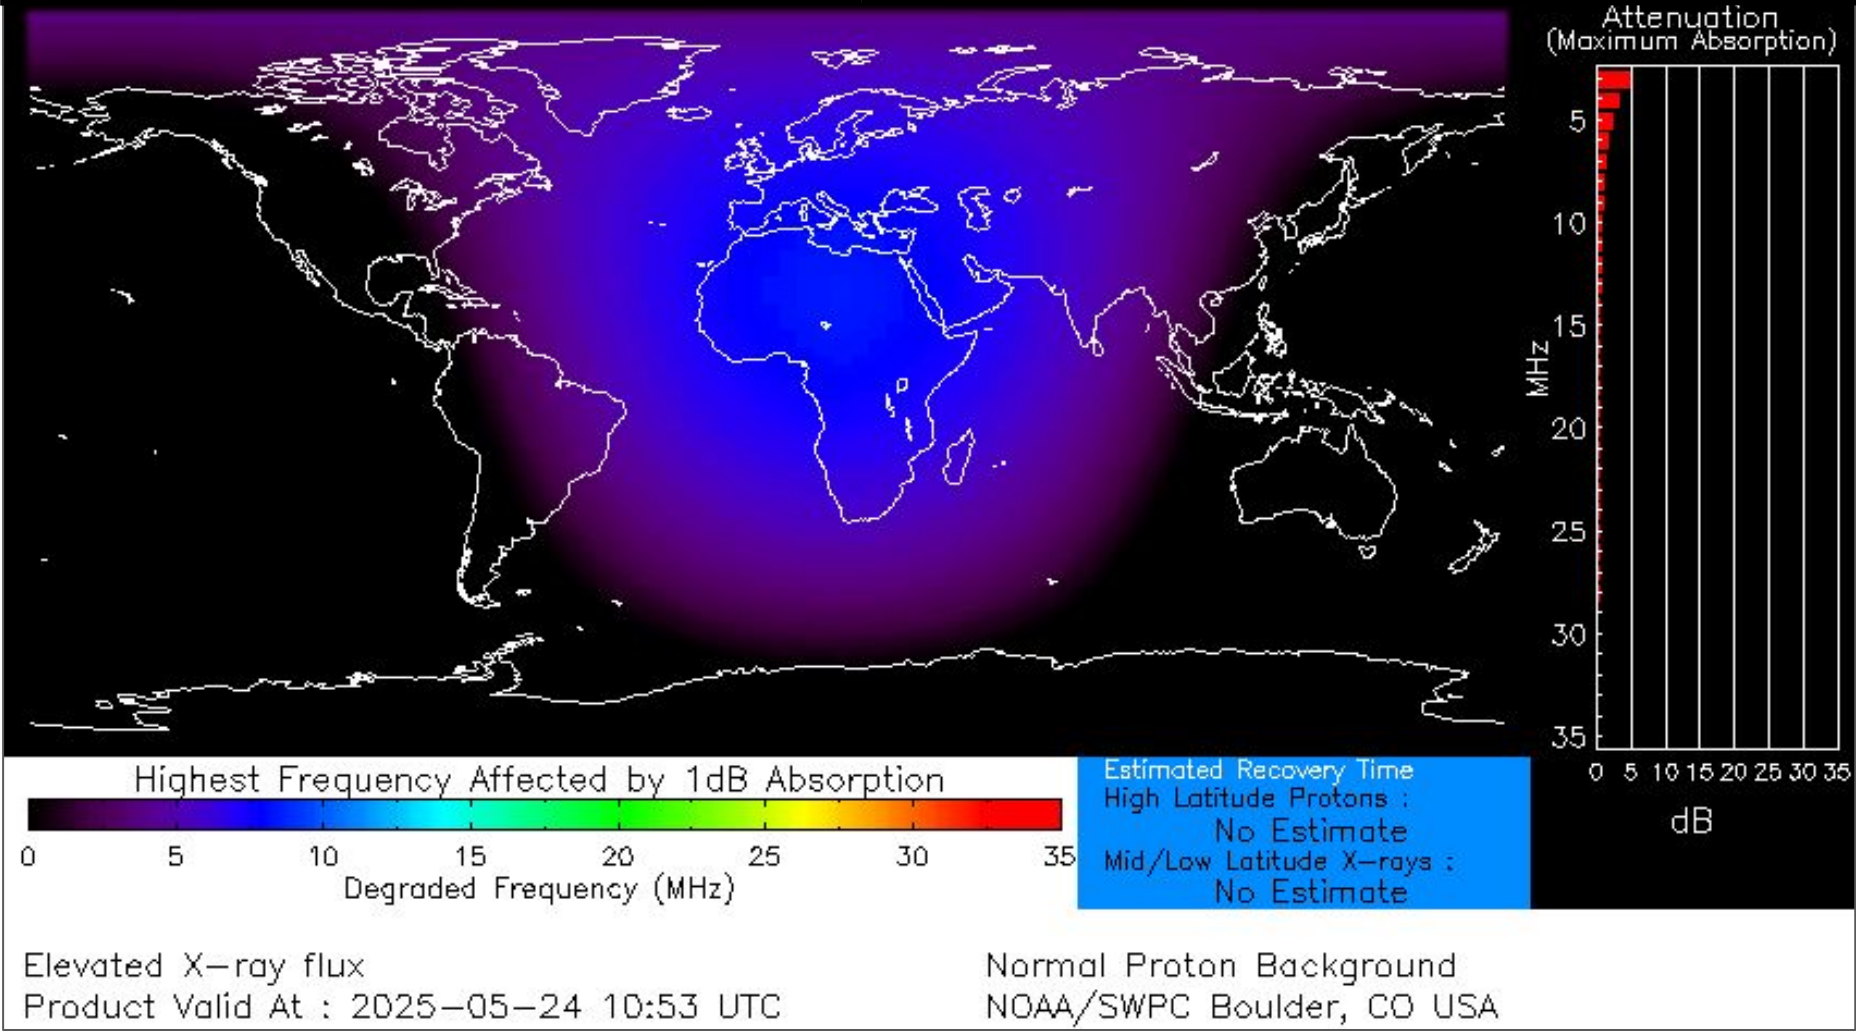 Attenuation
(Maximum Absorption)
5
10
15
20
25
30
35
MHz
0 5 10 15 20 25 30 35
dB
Highest Frequency Affected by 1dB Absorption
0 5 10 15 20 25 30 35
Degraded Frequency (MHz)
Estimated Recovery Time
High Latitude Protons :
No Estimate
Mid/Low Latitude X-rays :
No Estimate
Elevated X-ray flux
Product Valid At : 2025-05-24 10:53 UTC
Normal Proton Background
NOAA/SWPC Boulder, CO USA